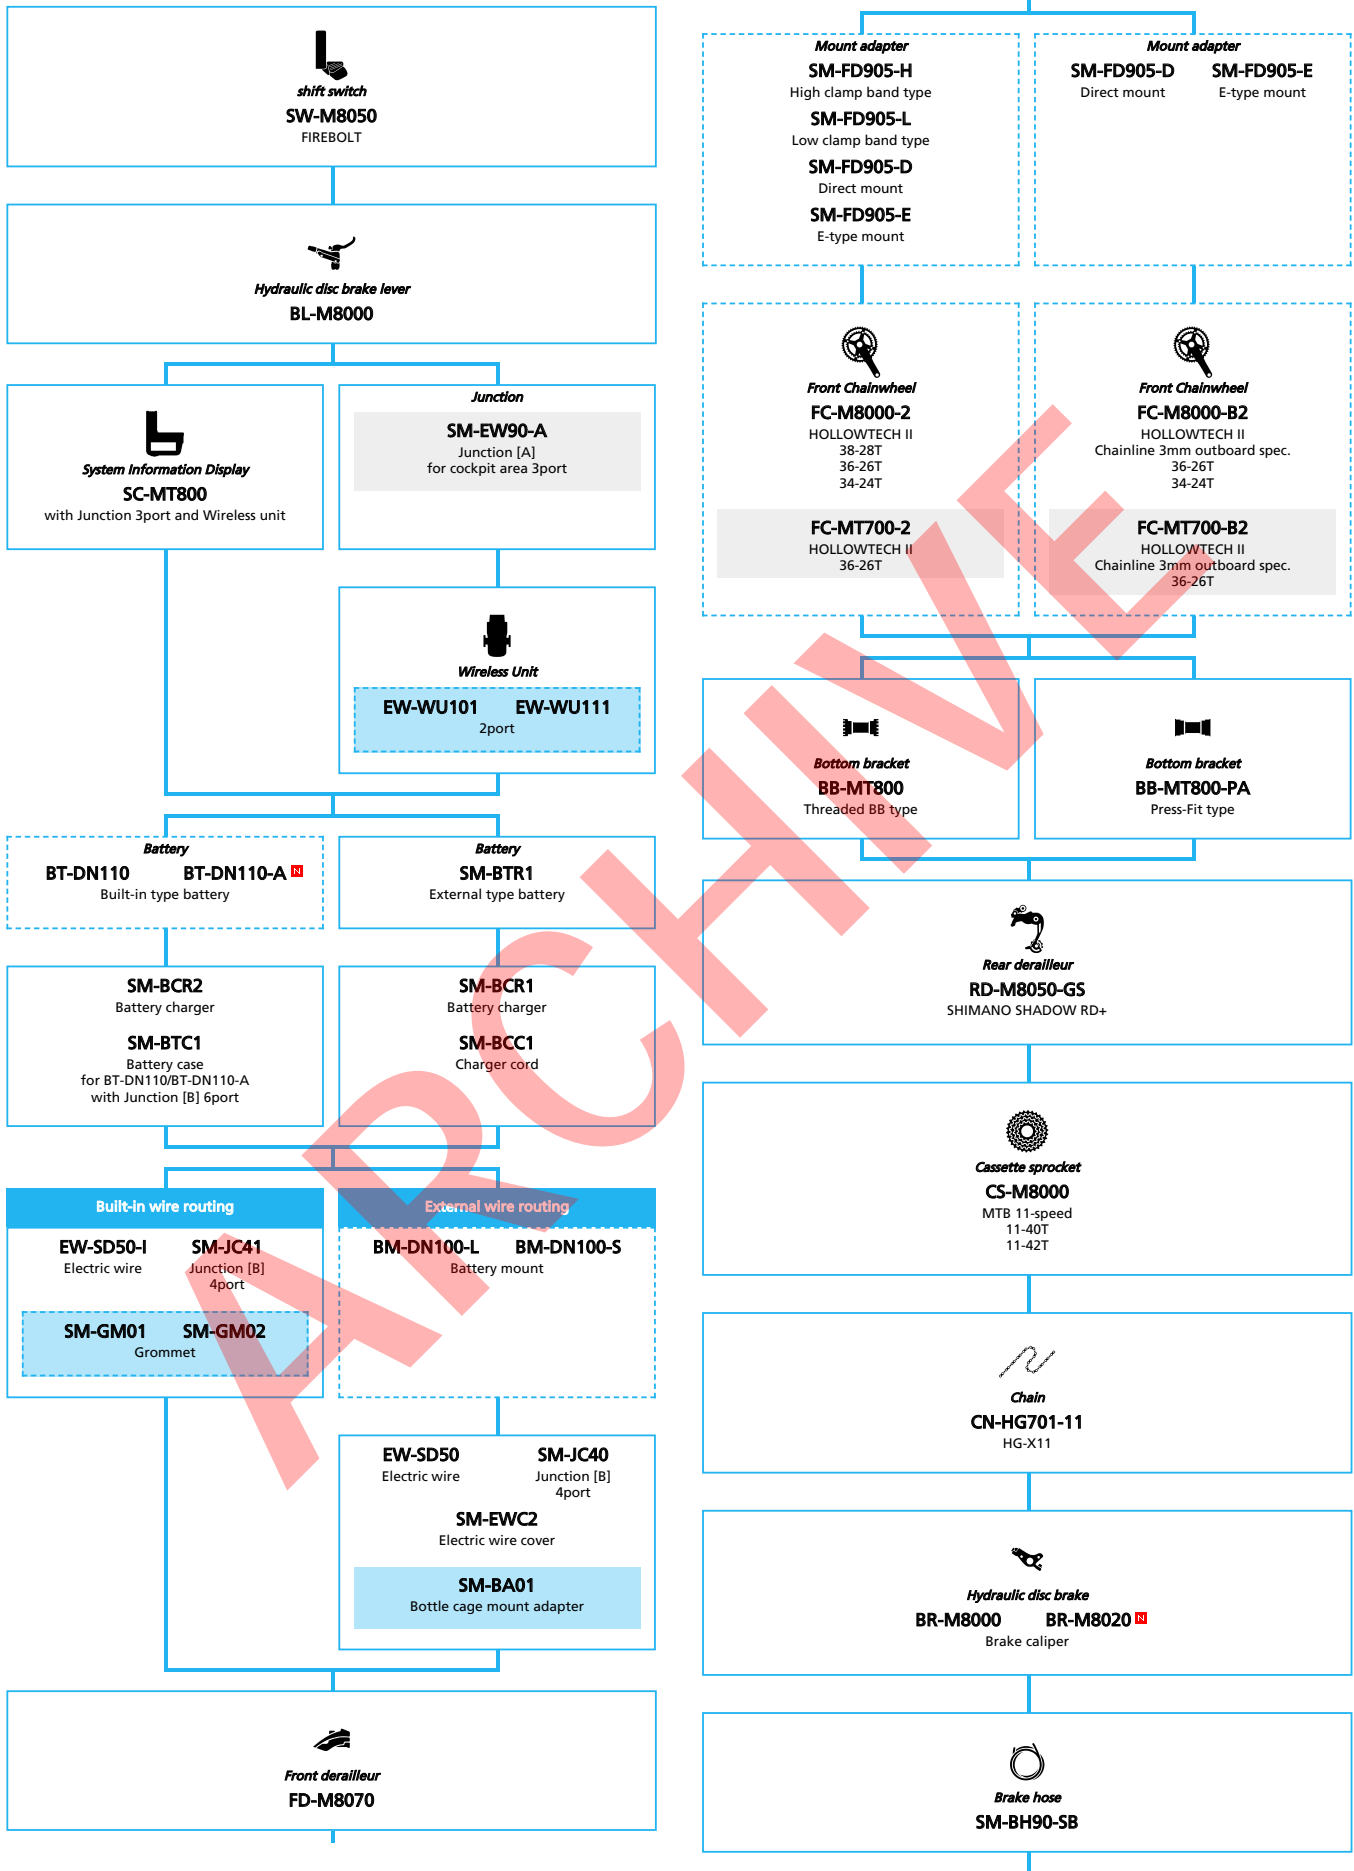 shift switch
SW-M8050
FIREBOLT
Hydraulic disc brake lever
BL-M8000
System Information Display
SC-MT800
with Junction 3port and Wireless unit
Junction
SM-EW90-A
Junction [A]
for cockpit area 3port
Wireless Unit
EW-WU101 EW-WU111
2port
Battery
BT-DN110 BT-DN110-A N
Built-in type battery
Battery
SM-BTR1
External type battery
SM-BCR2
Battery charger
SM-BTC1
Battery case
for BT-DN110/BT-DN110-A
with Junction [B] 6port
SM-BCR1
Battery charger
SM-BCC1
Charger cord
Built-in wire routing
EW-SD50-I SM-JC41
Electric wire Junction [B]
4port
SM-GM01 SM-GM02
Grommet
External wire routing
BM-DN100-L BM-DN100-S
Battery mount
EW-SD50 SM-JC40
Electric wire Junction [B]
4port
SM-EWC2
Electric wire cover
SM-BA01
Bottle cage mount adapter
Front derailleur
FD-M8070
Mount adapter
SM-FD905-H
High clamp band type
SM-FD905-L
Low clamp band type
SM-FD905-D
Direct mount
SM-FD905-E
E-type mount
Mount adapter
SM-FD905-D SM-FD905-E
Direct mount E-type mount
Front Chainwheel
FC-M8000-2
HOLLOWTECH II
38-28T
36-26T
34-24T
FC-MT700-2
HOLLOWTECH II
36-26T
Front Chainwheel
FC-M8000-B2
HOLLOWTECH II
Chainline 3mm outboard spec.
36-26T
34-24T
FC-MT700-B2
HOLLOWTECH II
Chainline 3mm outboard spec.
36-26T
Bottom bracket
BB-MT800
Threaded BB type
Bottom bracket
BB-MT800-PA
Press-Fit type
Rear derailleur
RD-M8050-GS
SHIMANO SHADOW RD+
Cassette sprocket
CS-M8000
MTB 11-speed
11-40T
11-42T
Chain
CN-HG701-11
HG-X11
Hydraulic disc brake
BR-M8000 BR-M8020 N
Brake caliper
Brake hose
SM-BH90-SB
ARCHIVE